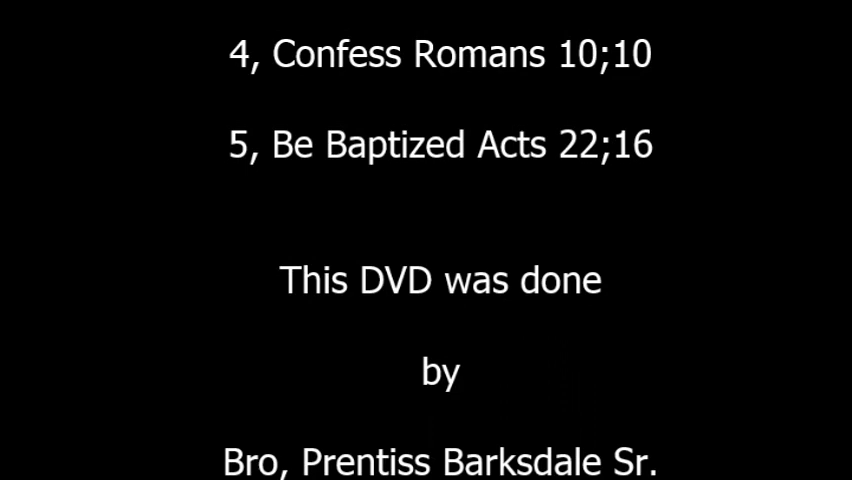 4, Confess Romans 10;10
5, Be Baptized Acts 22;16
This DVD was done
by
Bro, Prentiss Barksdale Sr.